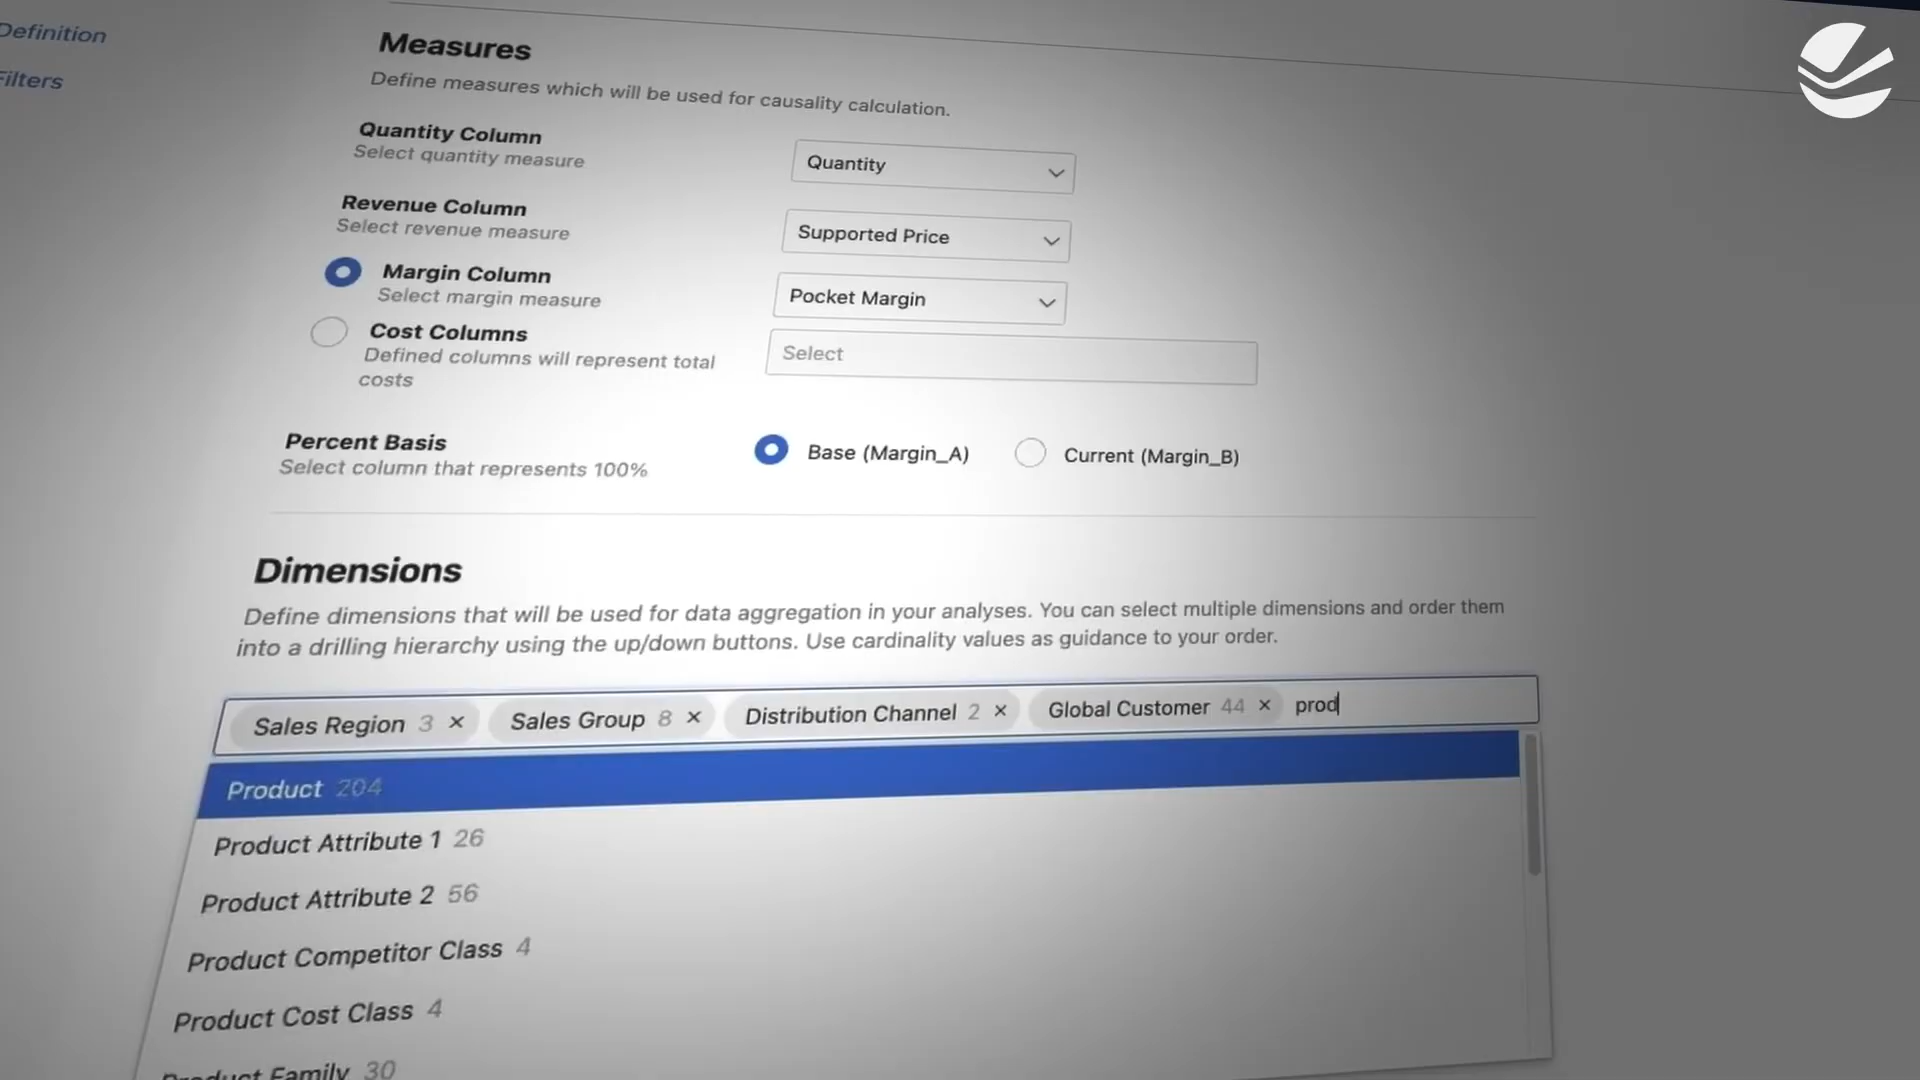 Definition
Filters
Measures
Define measures which will be used for causality calculation.
Quantity Column
Select quantity measure
Quantity
Revenue Column
Select revenue measure
Supported Price
Margin Column
Select margin measure
Pocket Margin
Cost Columns
Defined columns will represent total
costs
Select
Percent Basis
Select column that represents 100%
Base (Margin_A)
Current (Margin_B)
Dimensions
Define dimensions that will be used for data aggregation in your analyses. You can select multiple dimensions and order them
into a drilling hierarchy using the up/down buttons. Use cardinality values as guidance to your order.
Sales Region 3 × Sales Group 8 × Distribution Channel 2 × Global Customer 44 × prod
Product 204
Product Attribute 1 26
Product Attribute 2 56
Product Competitor Class 4
Product Cost Class 4
Product Family 30